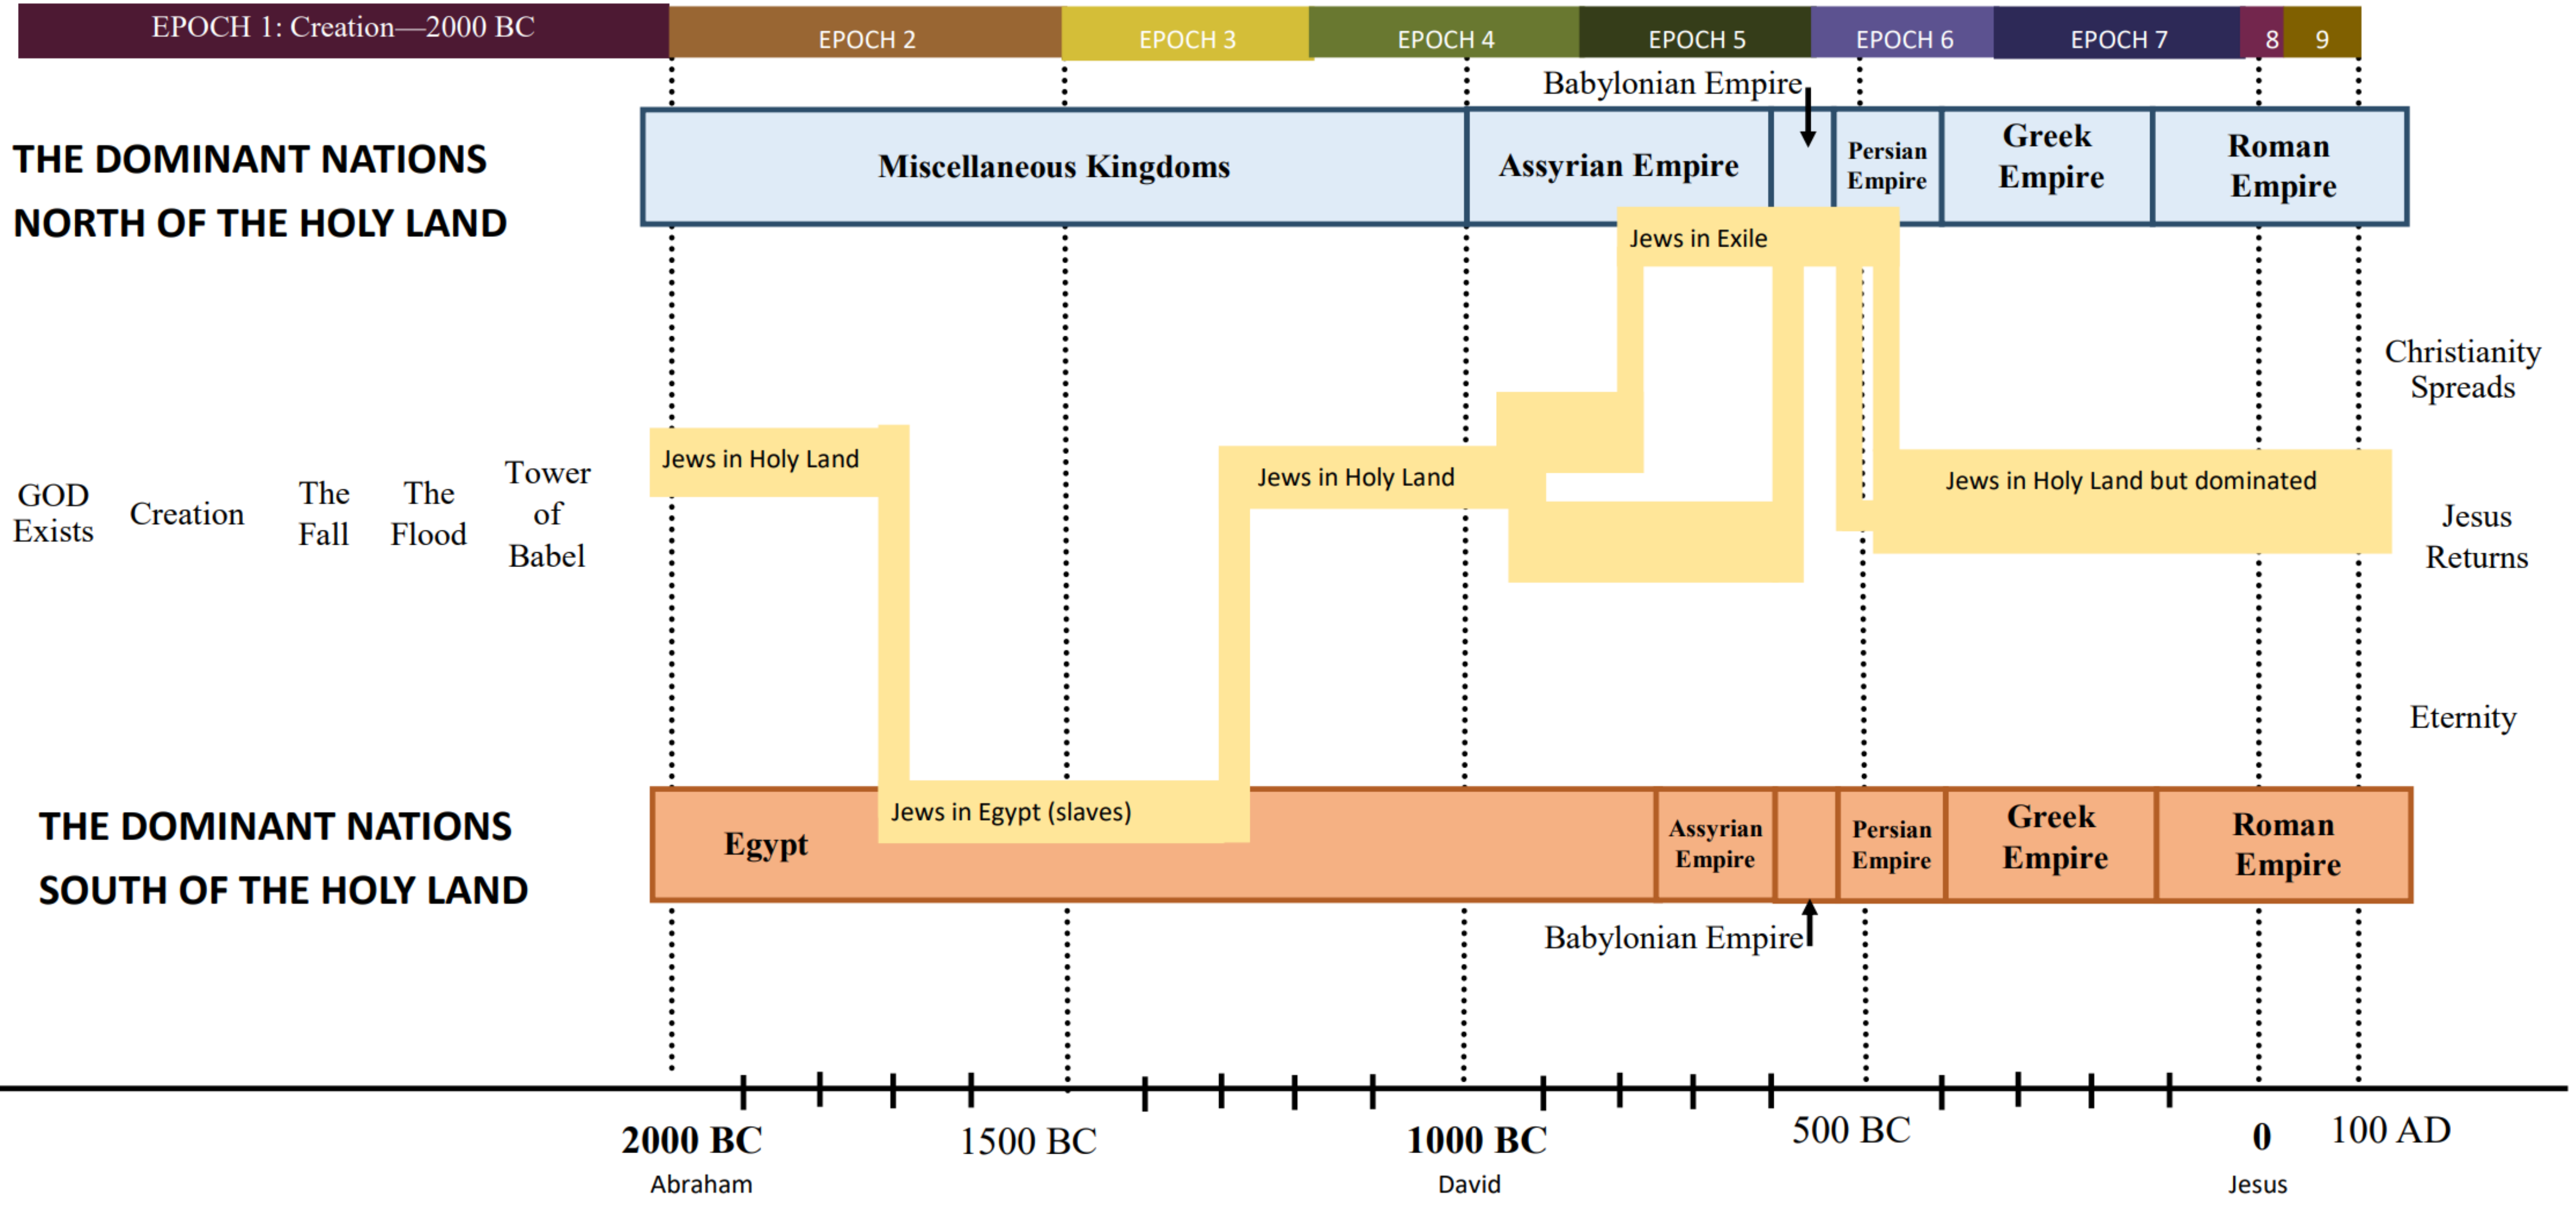 EPOCH 1: Creation—2000 BC
EPOCH 2
EPOCH 3
EPOCH 4
EPOCH 5
EPOCH 6
EPOCH 7
8
9
Babylonian Empire
THE DOMINANT NATIONS
NORTH OF THE HOLY LAND
Miscellaneous Kingdoms
Assyrian Empire
Persian
Empire
Greek
Empire
Roman
Empire
Jews in Exile
Christianity
Spreads
GOD
Exists
Creation
The
Fall
The
Flood
Tower
of
Babel
Jews in Holy Land
Jews in Holy Land
Jews in Holy Land but dominated
Jesus
Returns
Eternity
THE DOMINANT NATIONS
SOUTH OF THE HOLY LAND
Egypt
Jews in Egypt (slaves)
Assyrian
Empire
Persian
Empire
Greek
Empire
Roman
Empire
Babylonian Empire
2000 BC
Abraham
1500 BC
1000 BC
David
500 BC
0
Jesus
100 AD